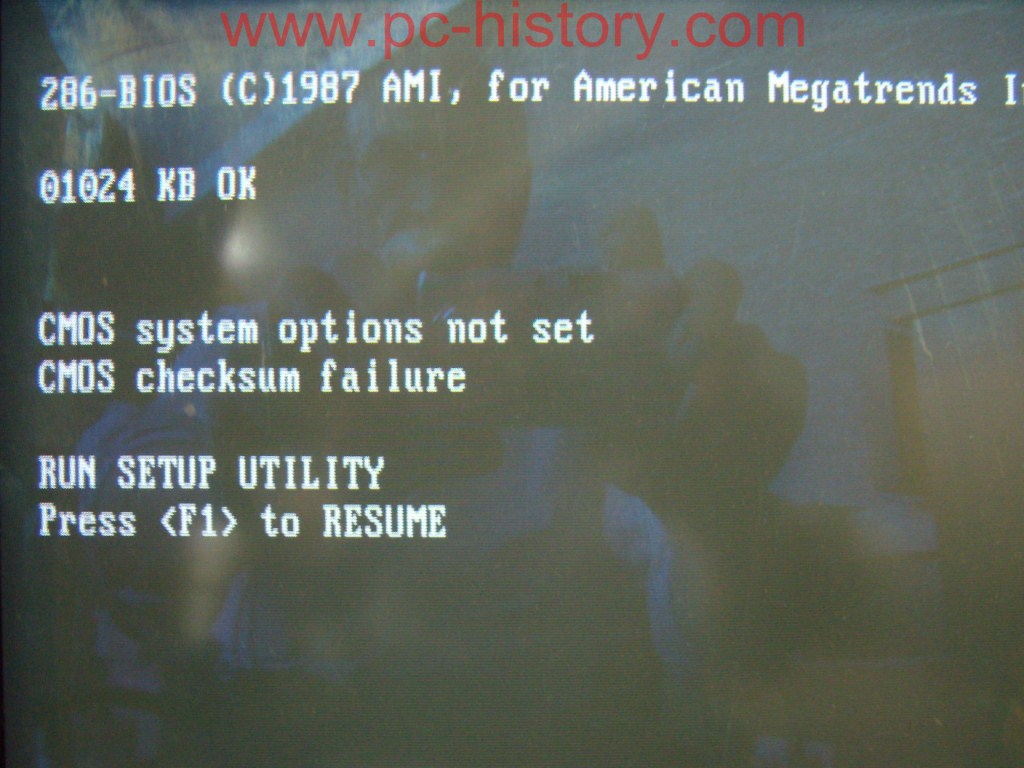 www.pc-history.com
286-BIOS (C)1987 AMI, for American Megatrends
01024 KB OK
CMOS system options not set
CMOS checksum failure
RUN SETUP UTILITY
Press <F1> to RESUME